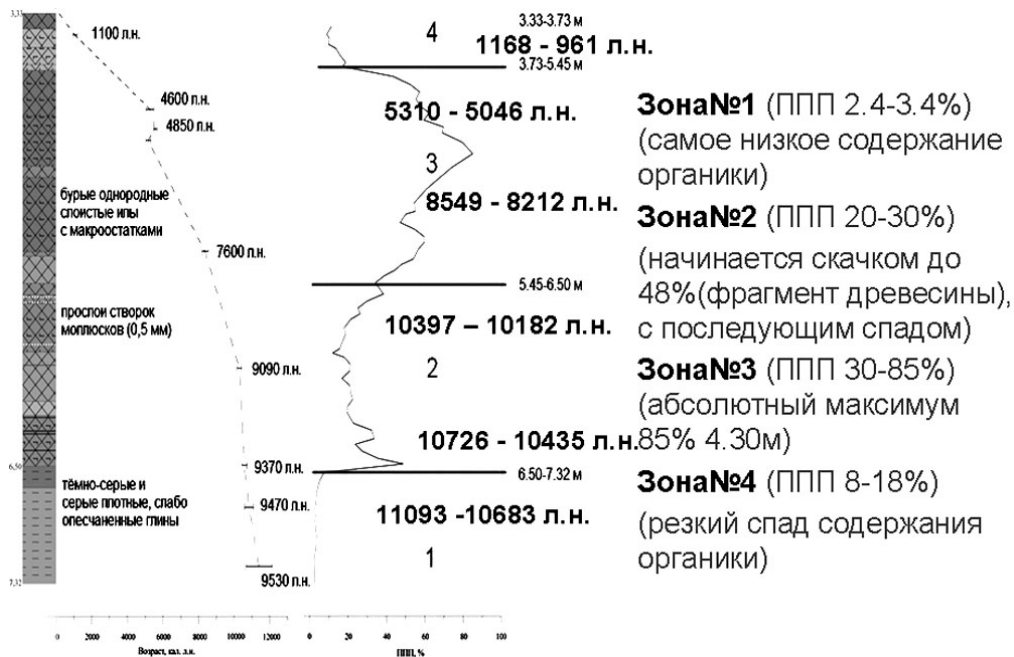 3,33
1100 л.н.
4600 л.н.
4850 л.н.
бурые однородные
слоистые илы
с макроостатками
7600 л.н.
прослои створок
моллюсков (0,5 мм)
9090 л.н.
6,50
9370 л.н.
тёмно-серые и
серые плотные, слабо
опесчаненные глины
9470 л.н.
9530 л.н.
7,32
0 2000 4000 6000 8000 10000 12000
Возраст, кал. л.н.
4
3.33-3.73 м
1168 - 961 л.н.
3.73-5.45 м
5310 - 5046 л.н.
3
8549 - 8212 л.н.
5.45-6.50 м
10397 – 10182 л.н.
2
10726 - 10435 л.н.
6.50-7.32 м
11093 -10683 л.н.
1
0 20 40 60 80 100
ППП, %
Зона№1 (ППП 2.4-3.4%)
(самое низкое содержание
органики)
Зона№2 (ППП 20-30%)
(начинается скачком до
48%(фрагмент древесины),
с последующим спадом)
Зона№3 (ППП 30-85%)
(абсолютный максимум
85% 4.30м)
Зона№4 (ППП 8-18%)
(резкий спад содержания
органики)